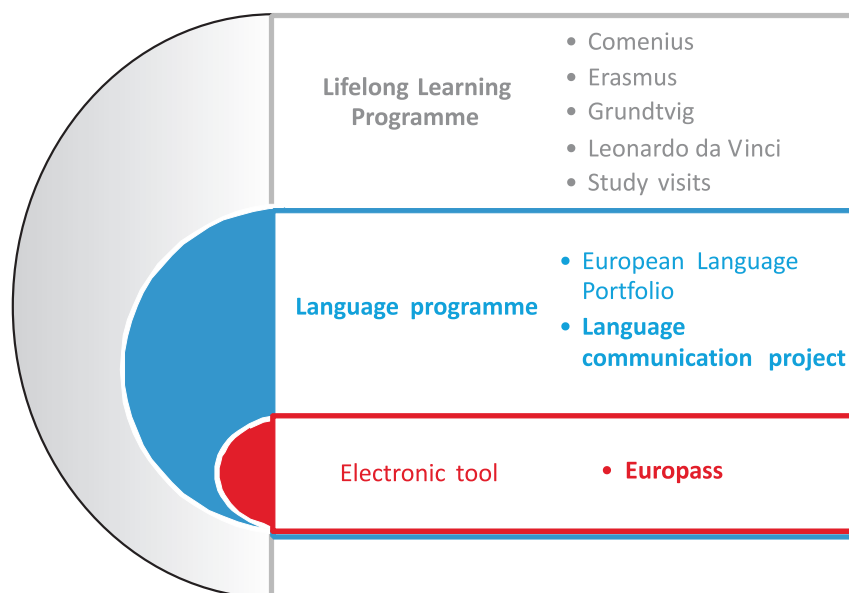 Lifelong Learning
Programme
• Comenius
• Erasmus
• Grundtvig
• Leonardo da Vinci
• Study visits
Language programme
• European Language
Portfolio
• Language
communication project
Electronic tool
• Europass